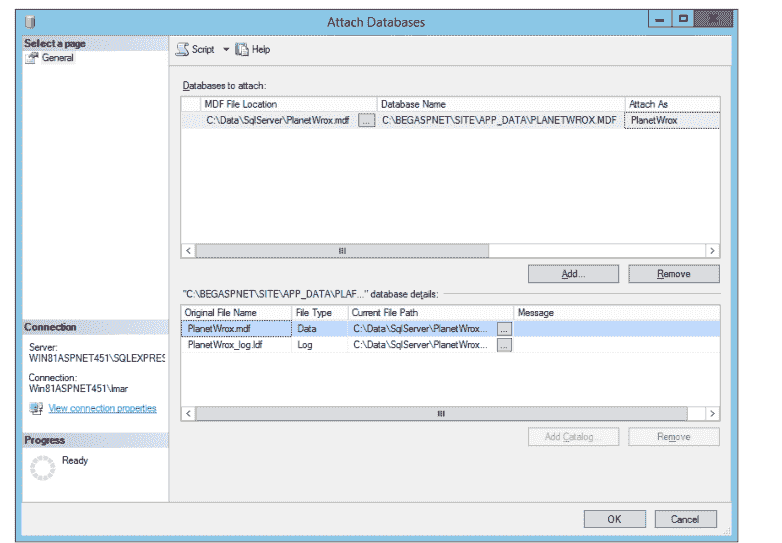 Attach Databases
Select a page
General
Script Help
Databases to attach:
MDF File Location Database Name Attach As
C:\Data\SqlServer\PlanetWrox.mdf ... C:\BEGASPNET\SITE\APP_DATA\PLANETWROX.MDF PlanetWrox
Add... Remove
"C:\BEGASPNET\SITE\APP_DATA\PLAF..." database details:
Original File Name File Type Current File Path Message
PlanetWrox.mdf Data C:\Data\SqlServer\PlanetWrox... ...
PlanetWrox_log.ldf Log C:\Data\SqlServer\PlanetWrox... ...
Add Catalog... Remove
Connection
Server:
WIN81ASPNET451\SQLEXPRES
Connection:
Win81ASPNET451\Imar
View connection properties
Progress
Ready
OK Cancel